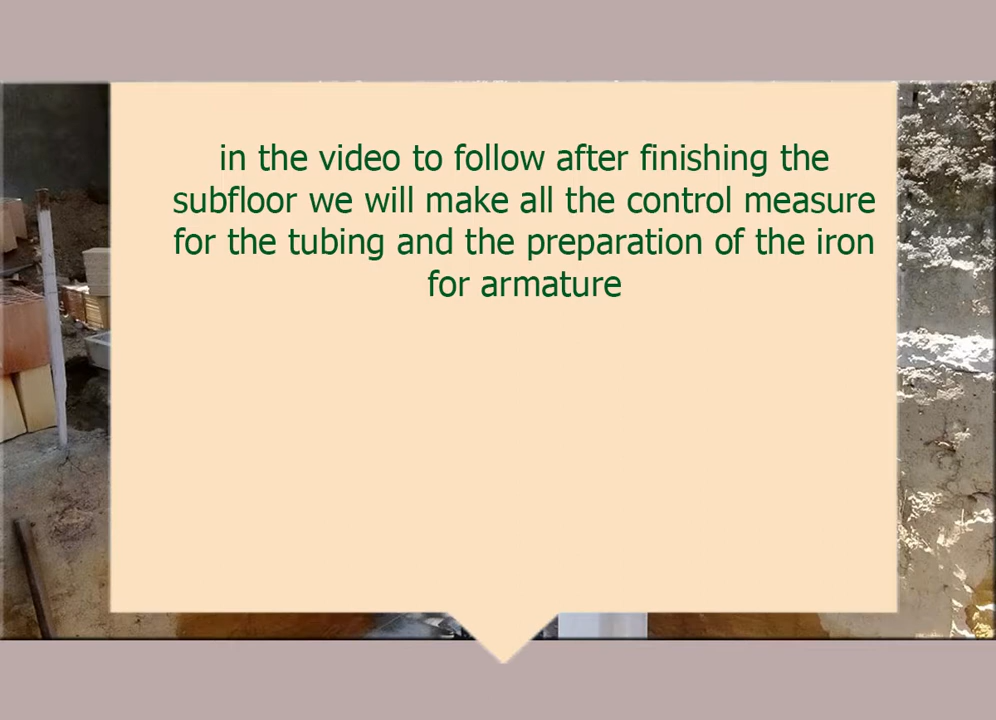 in the video to follow after finishing the
subfloor we will make all the control measure
for the tubing and the preparation of the iron
for armature